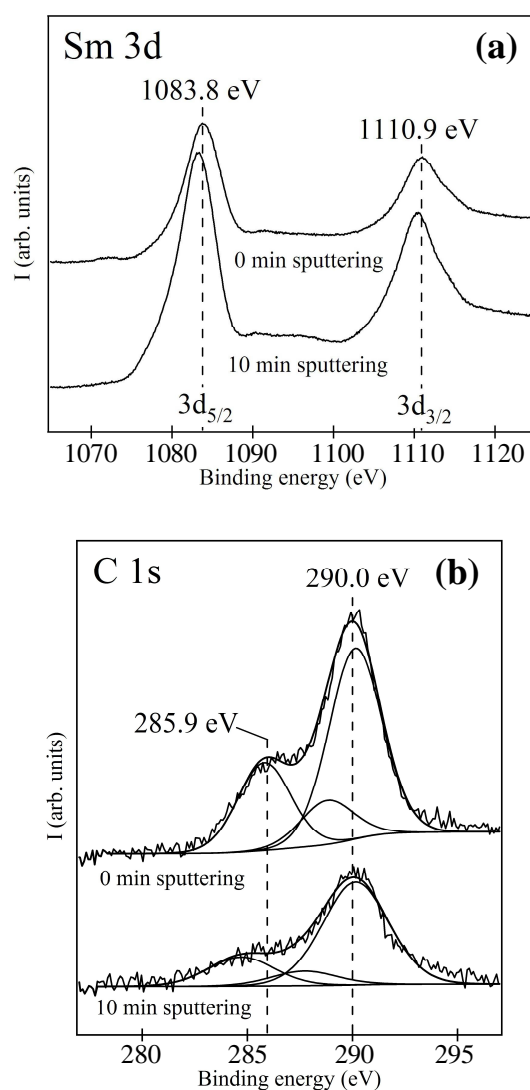 Sm 3d
(a)
1083.8 eV
1110.9 eV
I (arb. units)
0 min sputtering
10 min sputtering
3d5/2
3d3/2
1070 1080 1090 1100 1110 1120
Binding energy (eV)
C 1s
(b)
290.0 eV
285.9 eV
I (arb. units)
0 min sputtering
10 min sputtering
280 285 290 295
Binding energy (eV)